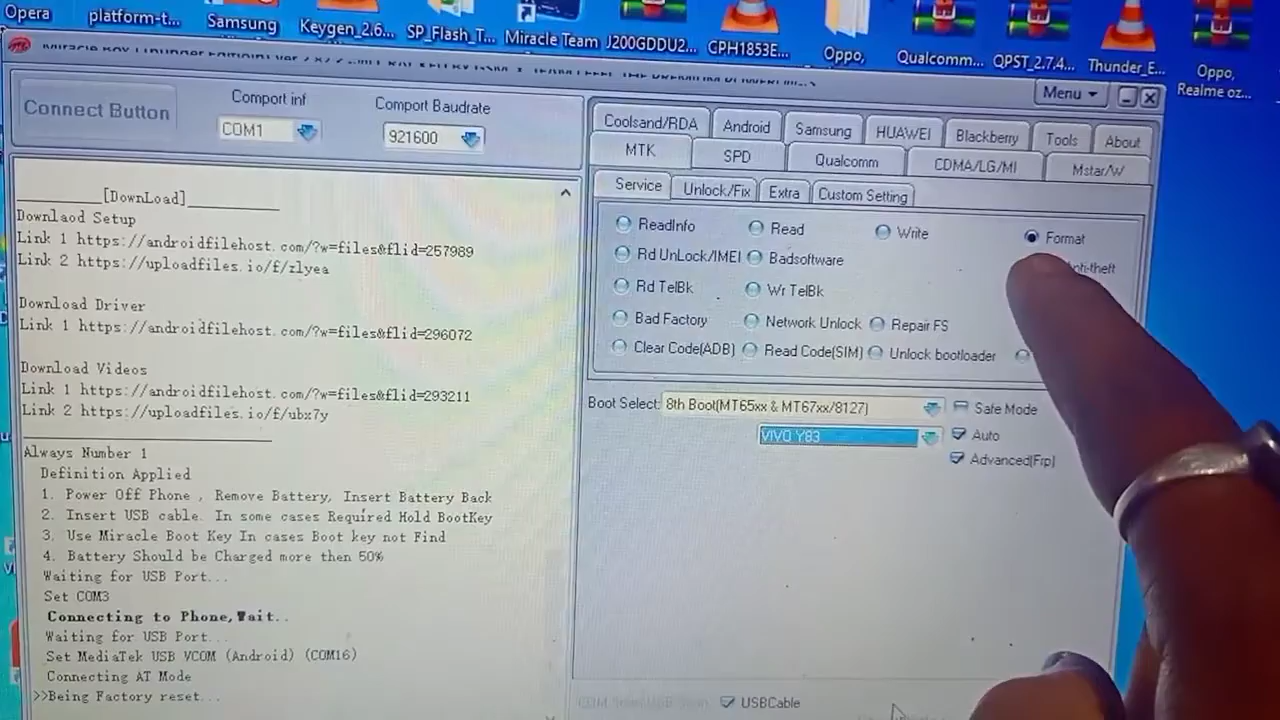 Opera
platform-t...
Samsung
Keygen_2.6...
SP_Flash_T...
Miracle Team
J200GDDU2...
CPH1853E...
Oppo,
Qualcomm...
QPST_2.7.4...
Thunder_E...
Oppo,
Realme oz...
Menu
Connect Button
Comport inf
COM1
Comport Baudrate
921600
Coolsand/RDA
Android
Samsung
HUAWEI
Blackberry
Tools
About
MTK
SPD
Qualcomm
CDMA/LG/MI
Mstar/W
Service
Unlock/Fix
Extra
Custom Setting
ReadInfo
Read
Write
Format
Rd UnLock/IMEI
Badsoftware
nti-theft
Rd TelBk
Wr TelBk
Bad Factory
Network Unlock
Repair FS
Clear Code(ADB)
Read Code(SIM)
Unlock bootloader
Boot Select:
8th Boot(MT65xx & MT67xx/8127)
Safe Mode
VIVO Y83
Auto
Advanced(Frp)
USBCable
________[DownLoad]________
Downlaod Setup
Link 1 https://androidfilehost.com/?w=files&flid=257989
Link 2 https://uploadfiles.io/f/zlyea
Download Driver
Link 1 https://androidfilehost.com/?w=files&flid=296072
Download Videos
Link 1 https://androidfilehost.com/?w=files&flid=293211
Link 2 https://uploadfiles.io/f/ubx7y
Always Number 1
Definition Applied
1. Power Off Phone , Remove Battery, Insert Battery Back
2. Insert USB cable. In some cases Required Hold BootKey
3. Use Miracle Boot Key In cases Boot key not Find
4. Battery Should be Charged more then 50%
Waiting for USB Port...
Set COM3
Connecting to Phone,Wait..
Waiting for USB Port...
Set MediaTek USB VCOM (Android) (COM16)
Connecting AT Mode
>>Being Factory reset...